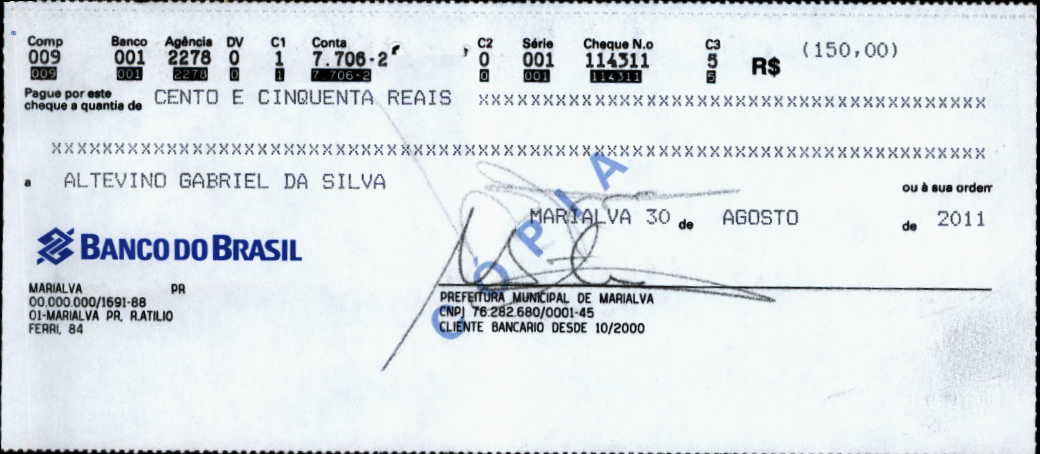 Comp Banco Agência DV C1 Conta C2 Série Cheque N.o C3
009 001 2278 0 1 7.706-2 0 001 114311 5 R$ (150,00)
009 001 2278 0 1 7 706-2 0 001 114311 5
Pague por este
cheque a quantia de CENTO E CINQUENTA REAIS XXXXXXXXXXXXXXXXXXXXXXXXXXXXXXXXXXXXXXXX
XXXXXXXXXXXXXXXXXXXXXXXXXXXXXXXXXXXXXXXXXXXXXXXXXXXXXXXXXXXXXXXXXXXXXXXXX
a ALTEVINO GABRIEL DA SILVA ou à sua ordem
MARIALVA 30 de AGOSTO de 2011
CÓPIA
BANCO DO BRASIL
MARIALVA PR
00.000.000/1691-88
01-MARIALVA PR. R.ATILIO
FERRI, 84
PREFEITURA MUNICIPAL DE MARIALVA
CNPJ 76.282.680/0001-45
CLIENTE BANCARIO DESDE 10/2000